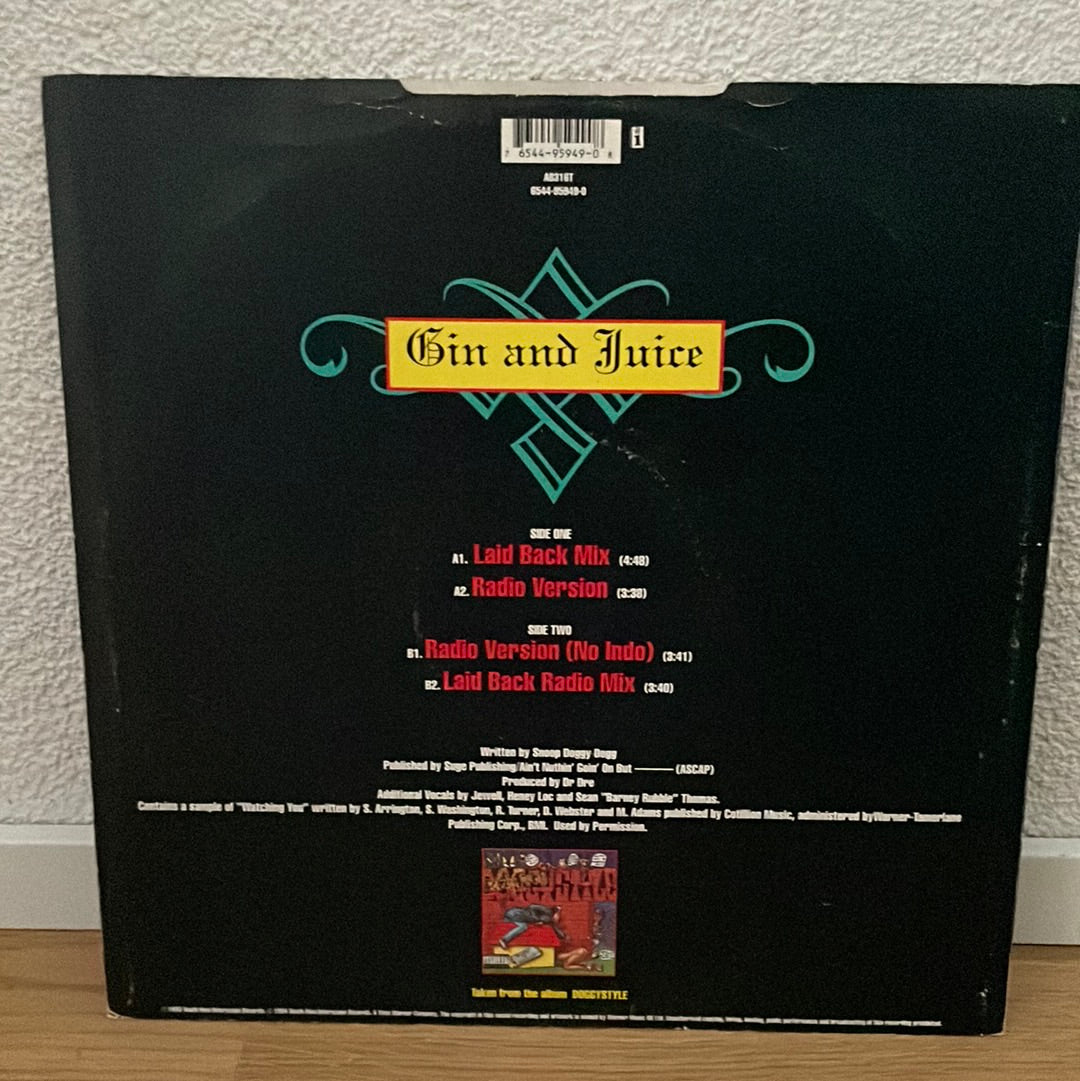 7 6544-95949-0 8
i
A8316T
6544-95949-0
Gin and Juice
SIDE ONE
A1. Laid Back Mix (4:48)
A2. Radio Version (3:38)
SIDE TWO
B1. Radio Version (No Indo) (3:41)
B2. Laid Back Radio Mix (3:40)
Written by Snoop Doggy Dogg
Published by Suge Publishing/Ain't Nuthin' Goin' On But ——— (ASCAP)
Produced by Dr Dre
Additional Vocals by Jewell, Heney Loc and Sean "Barney Rubble" Thomas.
Contains a sample of "Watching You" written by S. Arrington, S. Washington, R. Turner, D. Webster and M. Adams published by Cotillion Music, administered by Warner-Tamerlane
Publishing Corp., BMI. Used by Permission.
Taken from the album DOGGYSTYLE